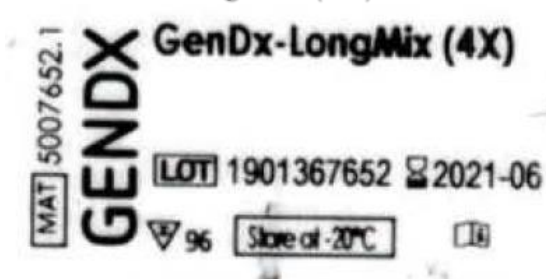 MAT 5007652.1
GENDX
GenDx-LongMix (4X)
LOT 1901367652 2021-06
96 Store at -20°C